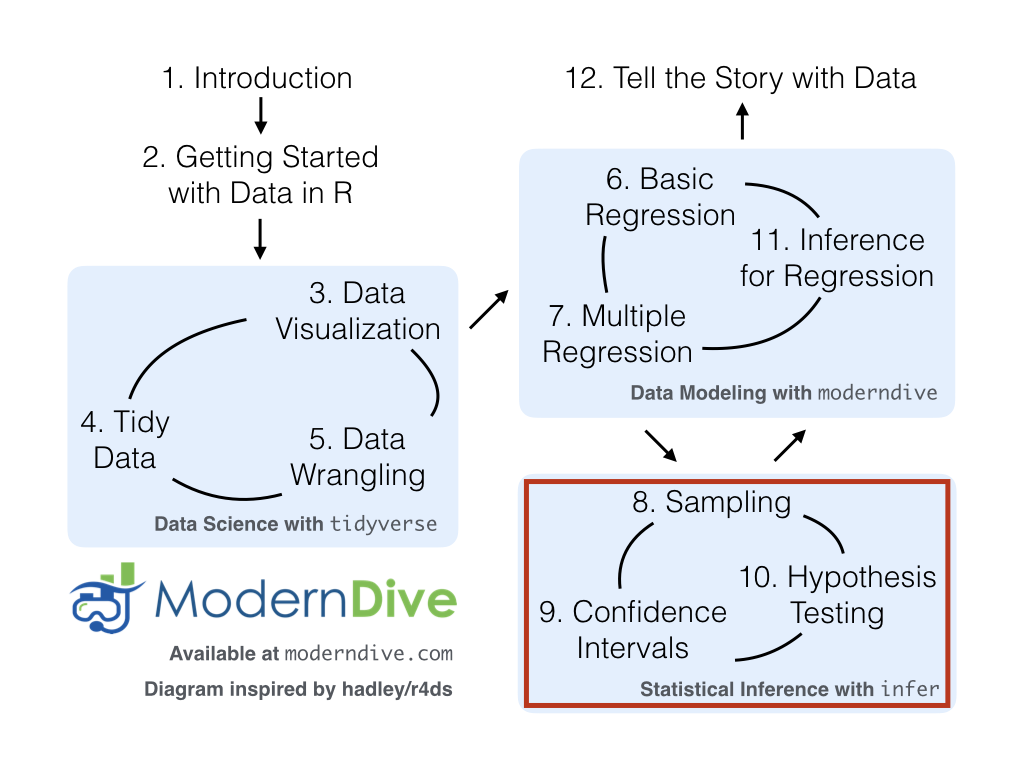 1. Introduction
2. Getting Started
with Data in R
3. Data
Visualization
4. Tidy
Data
5. Data
Wrangling
Data Science with tidyverse
ModernDive
Available at moderndive.com
Diagram inspired by hadley/r4ds
12. Tell the Story with Data
6. Basic
Regression
11. Inference
for Regression
7. Multiple
Regression
Data Modeling with moderndive
8. Sampling
10. Hypothesis
Testing
9. Confidence
Intervals
Statistical Inference with infer